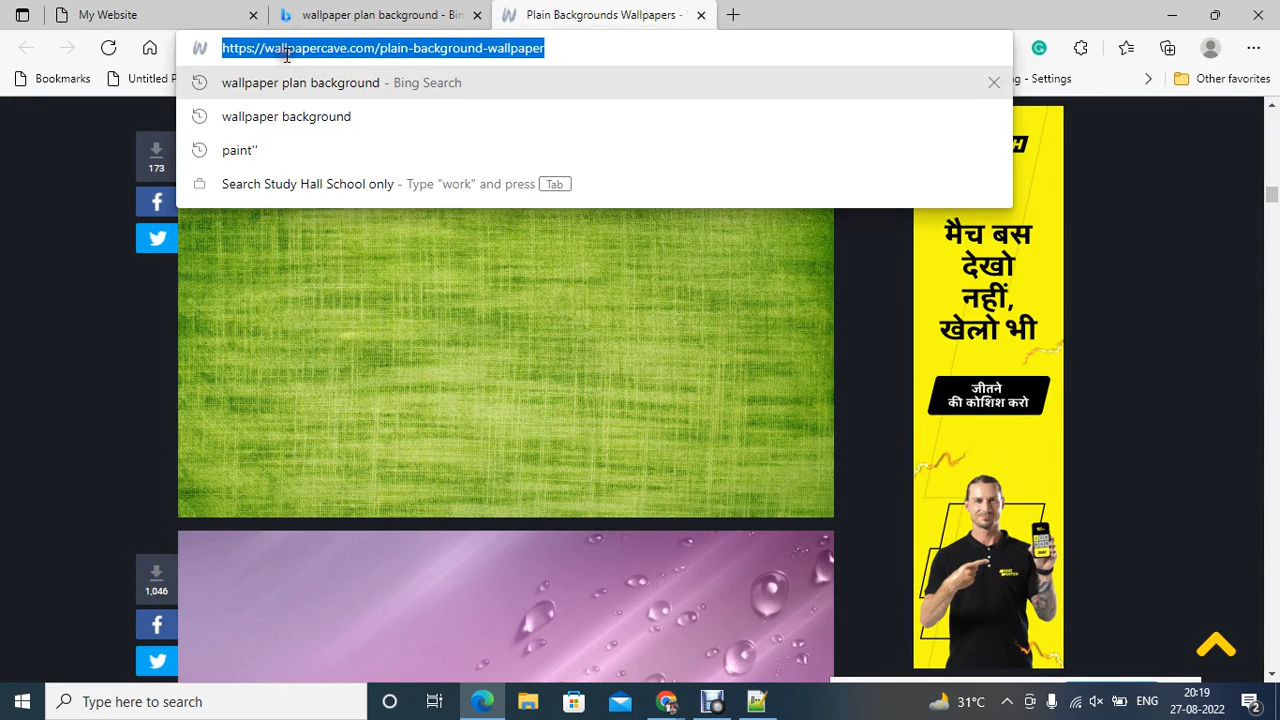 My Website
wallpaper plan background - Bin
Plain Backgrounds Wallpapers -
https://wallpapercave.com/plain-background-wallpaper
wallpaper plan background - Bing Search
wallpaper background
paint''
Search Study Hall School only - Type "work" and press Tab
Bookmarks
Untitled P
g - Settings
Other favorites
173
1,046
मैच बस
देखो
नहीं,
खेलो भी
जीतने
की कोशिश करो
Type here to search
31°C
ENG
20:19
27-08-2022
2